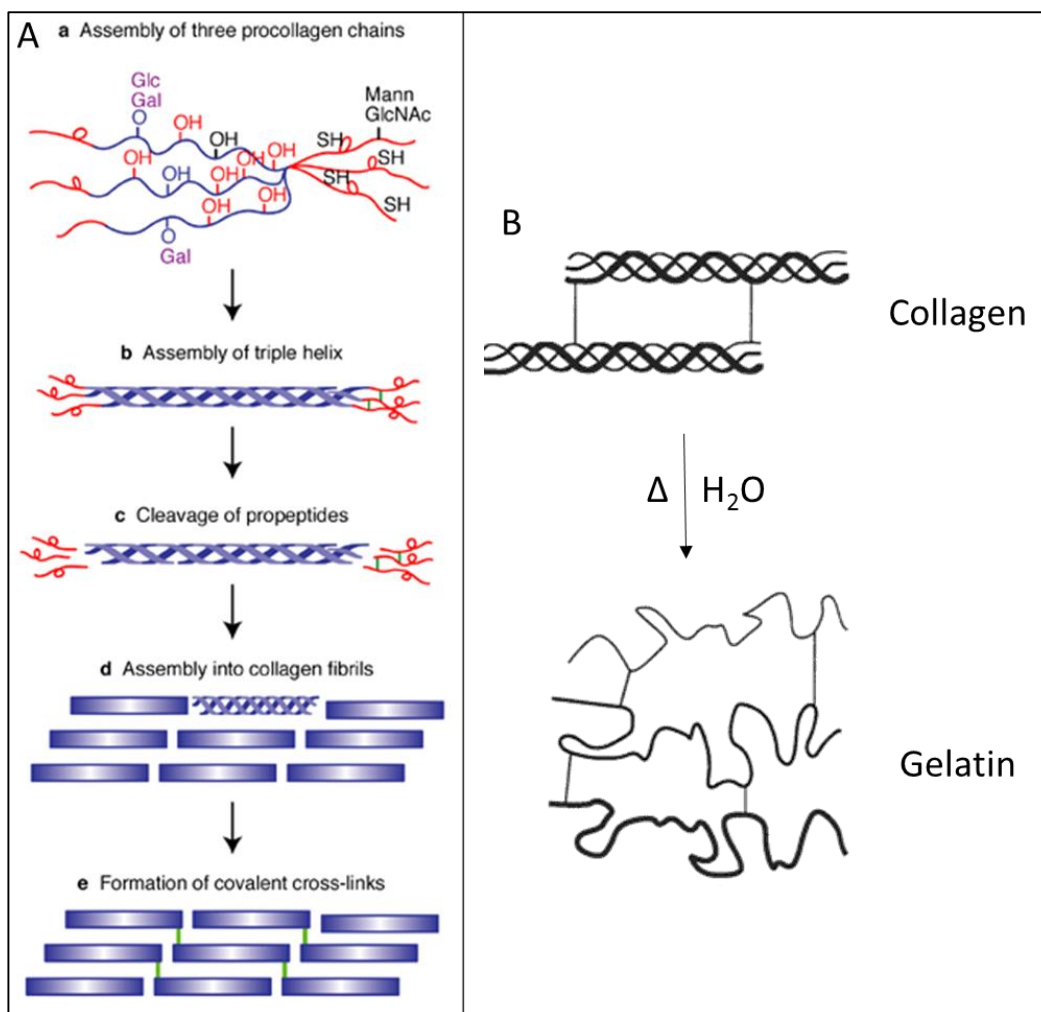 A
a Assembly of three procollagen chains
Glc
Gal
O
OH
OH
SH
Mann
GlcNAc
OH
OH
OH
OH
OH
SH
SH
OH
OH
SH
O
Gal
b Assembly of triple helix
c Cleavage of propeptides
d Assembly into collagen fibrils
e Formation of covalent cross-links
B
Collagen
Δ H₂O
Gelatin